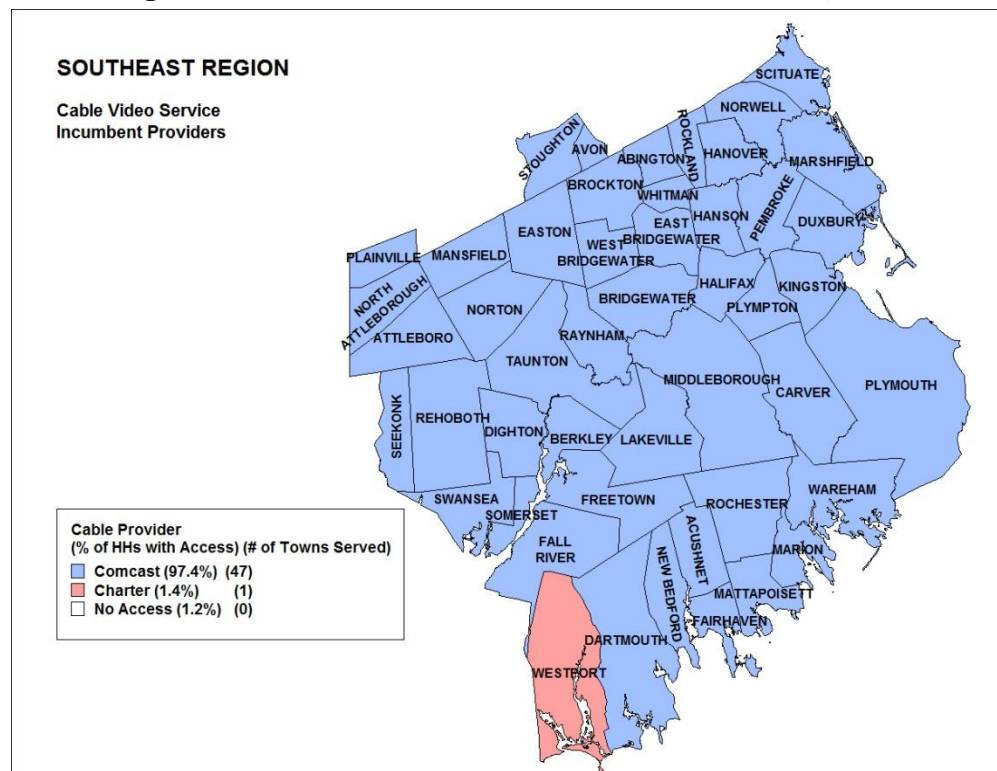 SOUTHEAST REGION
Cable Video Service
Incumbent Providers
SCITUATE
NORWELL
ROCKLAND
HANOVER
MARSHFIELD
STOUGHTON
AVON
ABINGTON
BROCKTON
WHITMAN
PEMBROKE
HANSON
DUXBURY
EASTON
EAST
BRIDGEWATER
WEST
BRIDGEWATER
PLAINVILLE
MANSFIELD
NORTH
ATTLEBOROUGH
BRIDGEWATER
HALIFAX
KINGSTON
PLYMPTON
NORTON
ATTLEBORO
RAYNHAM
TAUNTON
MIDDLEBOROUGH
CARVER
PLYMOUTH
SEEKONK
REHOBOTH
DIGHTON
BERKLEY
LAKEVILLE
SWANSEA
SOMERSET
FREETOWN
ROCHESTER
WAREHAM
FALL
RIVER
ACUSHNET
MARION
NEW BEDFORD
MATTAPOISETT
FAIRHAVEN
DARTMOUTH
WESTPORT
Cable Provider
(% of HHs with Access) (# of Towns Served)
Comcast (97.4%) (47)
Charter (1.4%) (1)
No Access (1.2%) (0)